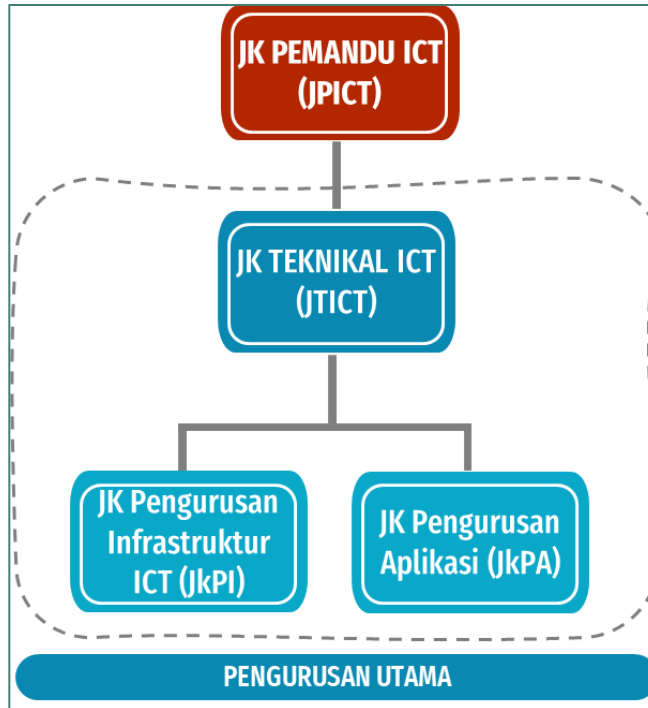 JK PEMANDU ICT
(JPICT)
JK TEKNIKAL ICT
(JTICT)
JK Pengurusan
Infrastruktur
ICT (JkPI)
JK Pengurusan
Aplikasi (JkPA)
PENGURUSAN UTAMA